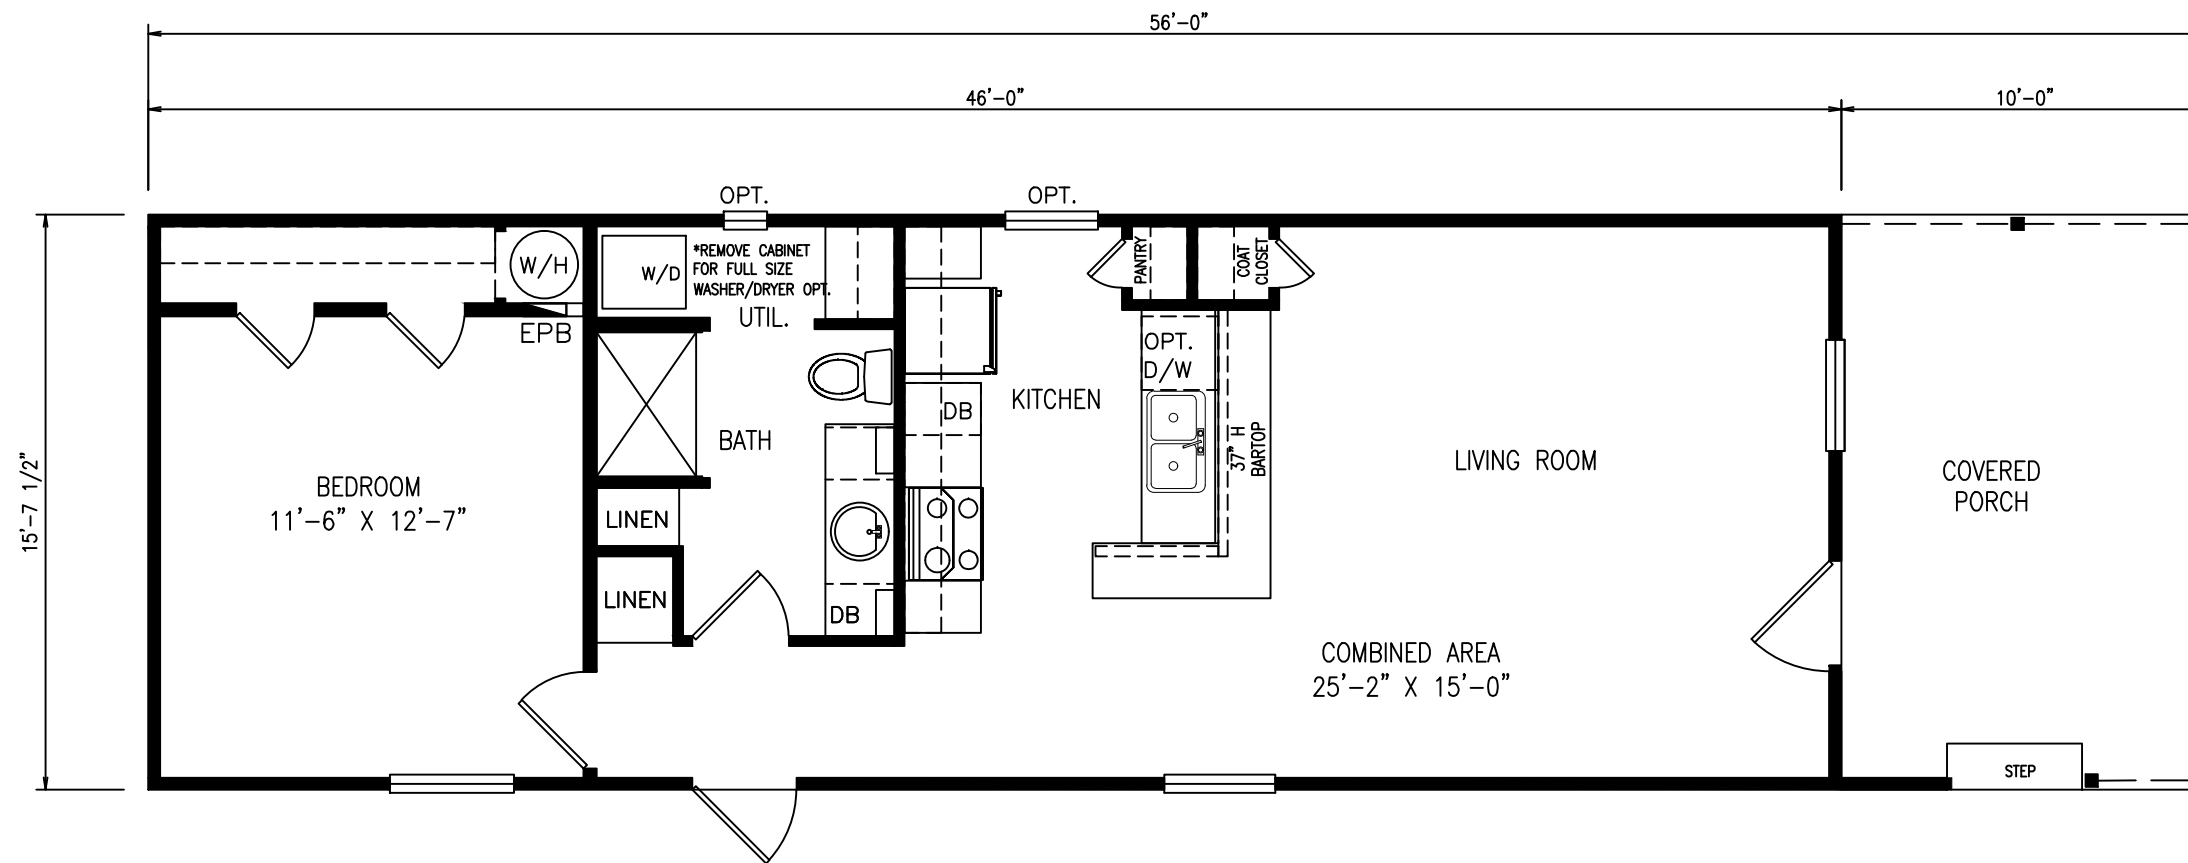 56'-0"
46'-0"
10'-0"
OPT.
OPT.
W/H
W/D
*REMOVE CABINET
FOR FULL SIZE
WASHER/DRYER OPT.
UTIL.
PANTRY
COAT
CLOSET
EPB
OPT.
D/W
KITCHEN
DB
BATH
37" H
BARTOP
LIVING ROOM
COVERED
PORCH
15'-7 1/2"
BEDROOM
11'-6" X 12'-7"
LINEN
LINEN
DB
COMBINED AREA
25'-2" X 15'-0"
STEP